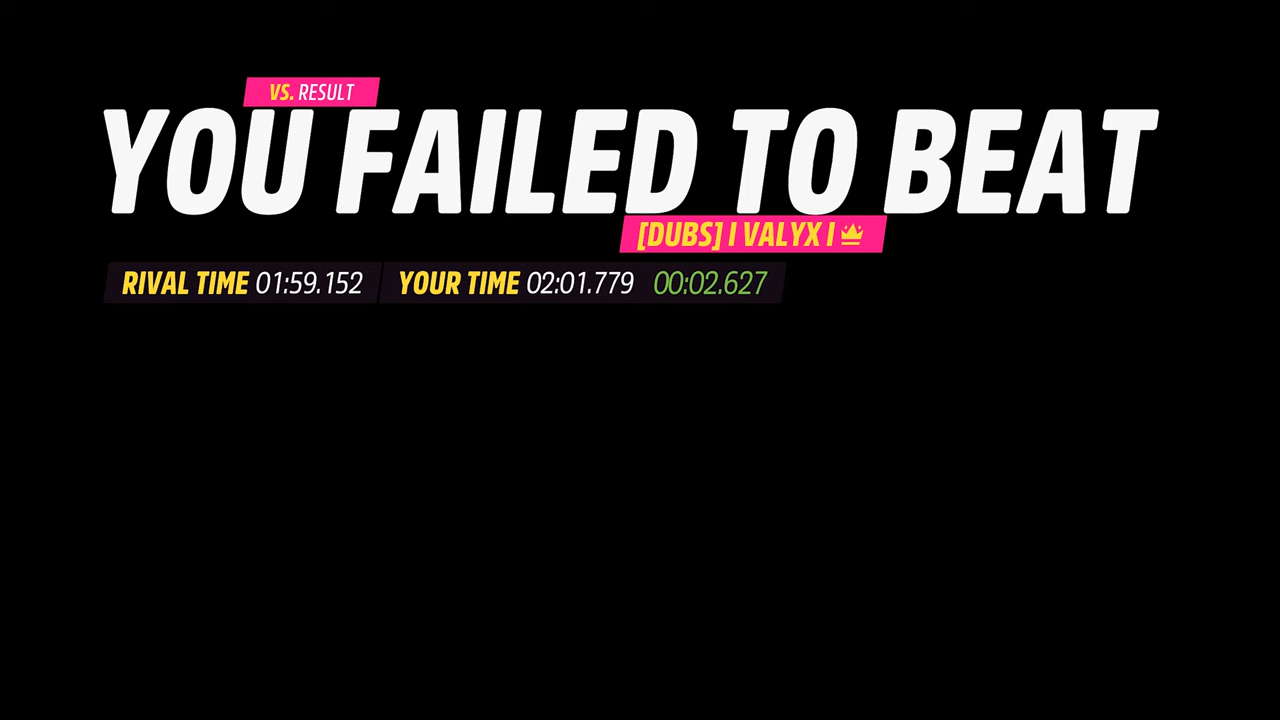 VS. RESULT
YOU FAILED TO BEAT
[DUBS] I VALYX I
RIVAL TIME 01:59.152 YOUR TIME 02:01.779 00:02.627